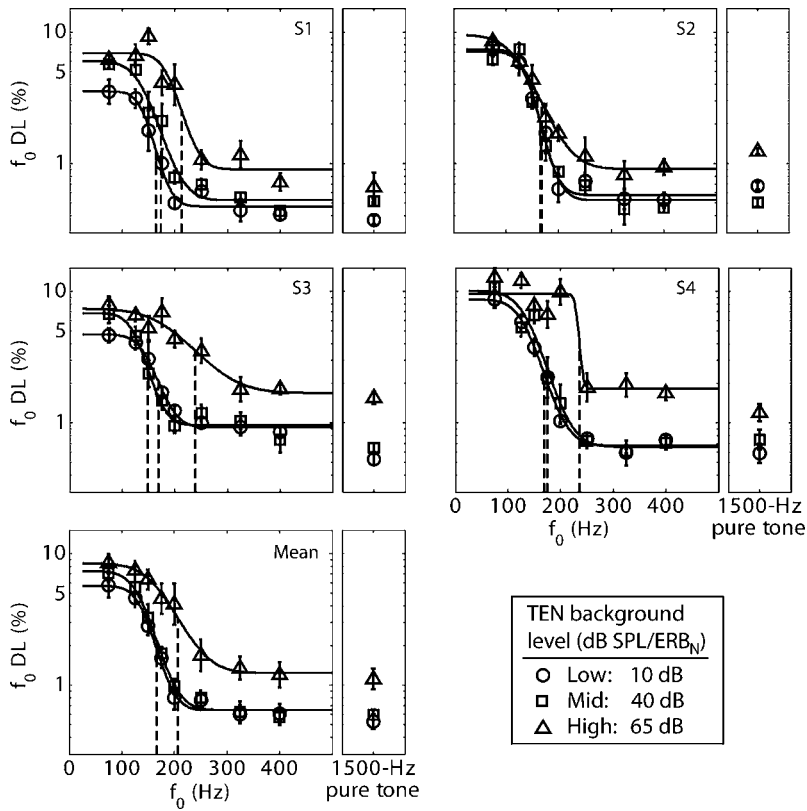 10
5
1
f₀ DL (%)
S1
S2
10
5
1
f₀ DL (%)
S3
S4
0 100 200 300 400
f₀ (Hz)
1500-Hz
pure tone
10
5
1
f₀ DL (%)
Mean
0 100 200 300 400
f₀ (Hz)
1500-Hz
pure tone
TEN background
level (dB SPL/ERB_N)
Low: 10 dB
Mid: 40 dB
High: 65 dB